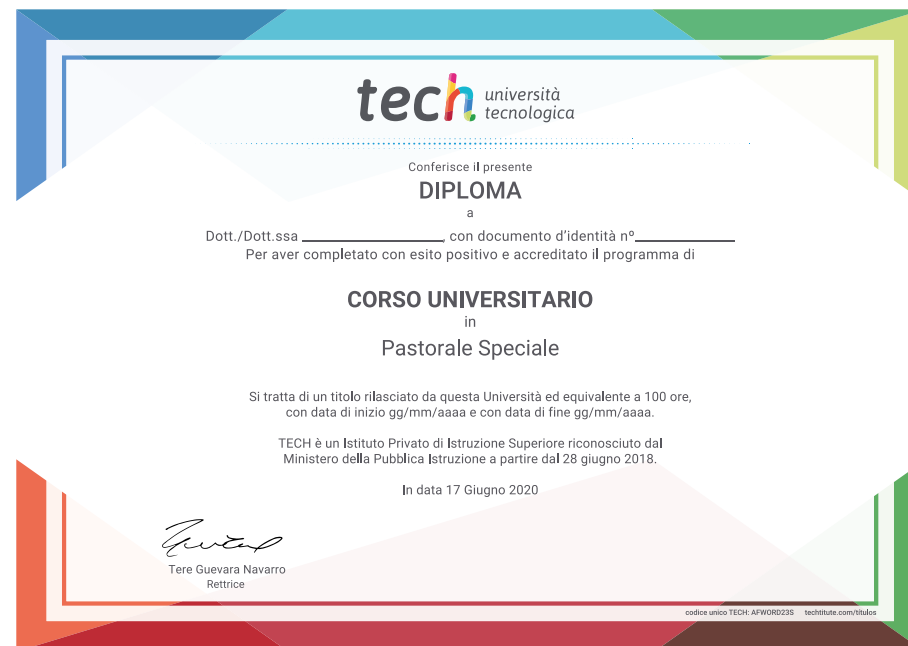 tech università
tecnologica
Conferisce il presente
DIPLOMA
a
Dott./Dott.ssa ____________________, con documento d'identità nº______________
Per aver completato con esito positivo e accreditato il programma di
CORSO UNIVERSITARIO
in
Pastorale Speciale
Si tratta di un titolo rilasciato da questa Università ed equivalente a 100 ore,
con data di inizio gg/mm/aaaa e con data di fine gg/mm/aaaa.
TECH è un Istituto Privato di Istruzione Superiore riconosciuto dal
Ministero della Pubblica Istruzione a partire dal 28 giugno 2018.
In data 17 Giugno 2020
Tere Guevara Navarro
Rettrice
codice unico TECH: AFWORD23S techtitute.com/títulos